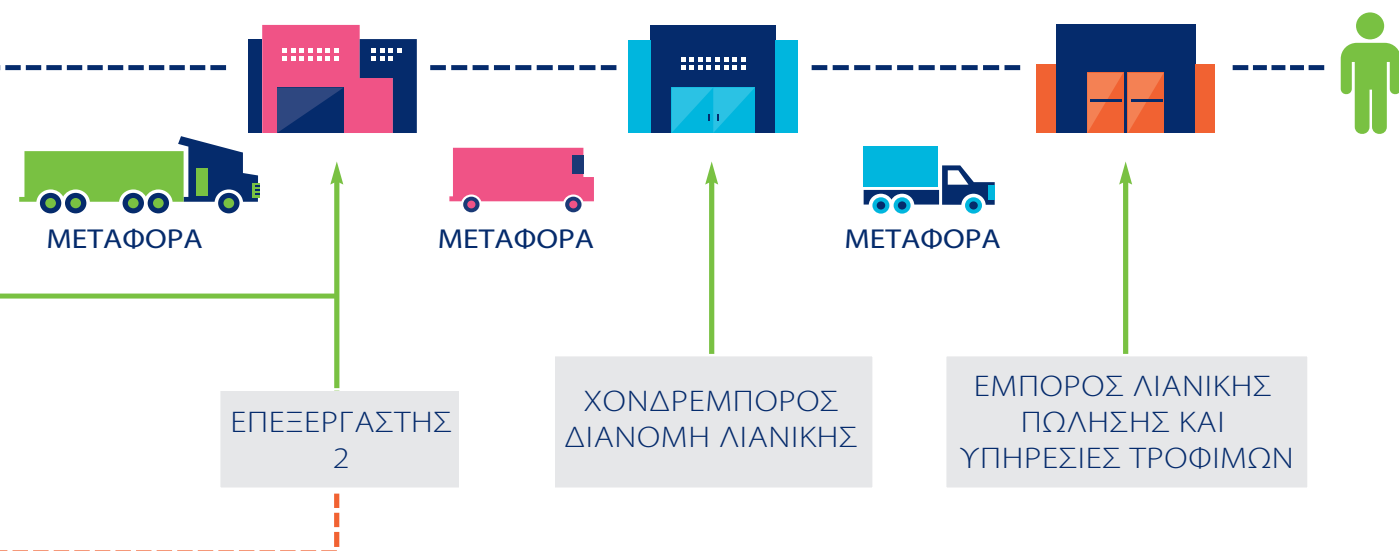 ΜΕΤΑΦΟΡΑ
ΜΕΤΑΦΟΡΑ
ΜΕΤΑΦΟΡΑ
ΕΠΕΞΕΡΓΑΣΤΗΣ
2
ΧΟΝΔΡΕΜΠΟΡΟΣ
ΔΙΑΝΟΜΗ ΛΙΑΝΙΚΗΣ
ΕΜΠΟΡΟΣ ΛΙΑΝΙΚΗΣ
ΠΩΛΗΣΗΣ ΚΑΙ
ΥΠΗΡΕΣΙΕΣ ΤΡΟΦΙΜΩΝ